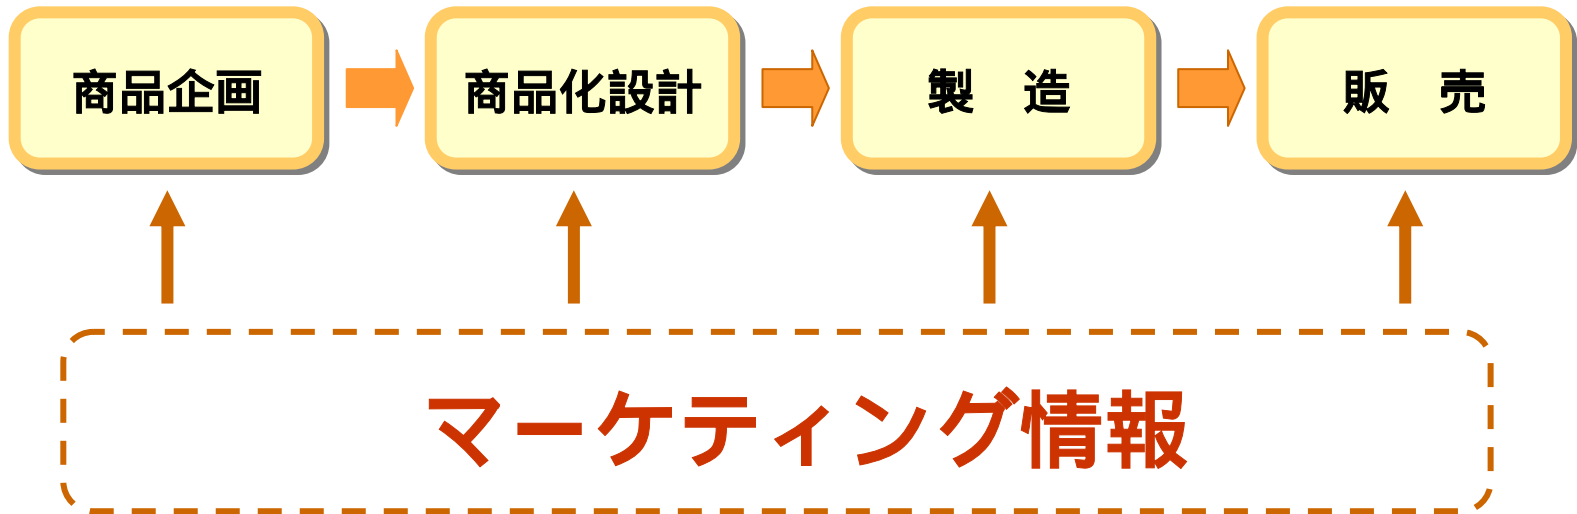 商品企画
商品化設計
製　造
販　売
マーケティング情報